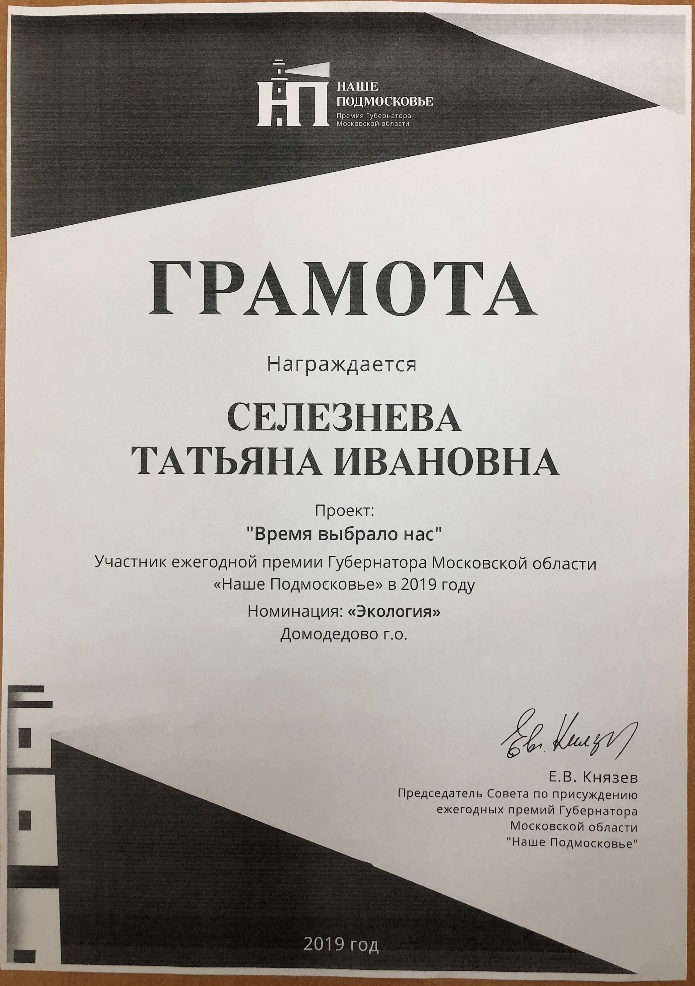 НП
НАШЕ
ПОДМОСКОВЬЕ
Премия Губернатора
Московской области
ГРАМОТА
Награждается
СЕЛЕЗНЕВА
ТАТЬЯНА ИВАНОВНА
Проект:
"Время выбрало нас"
Участник ежегодной премии Губернатора Московской области
«Наше Подмосковье» в 2019 году
Номинация: «Экология»
Домодедово г.о.
Е.В. Князев
Председатель Совета по присуждению
ежегодных премий Губернатора
Московской области
"Наше Подмосковье"
2019 год